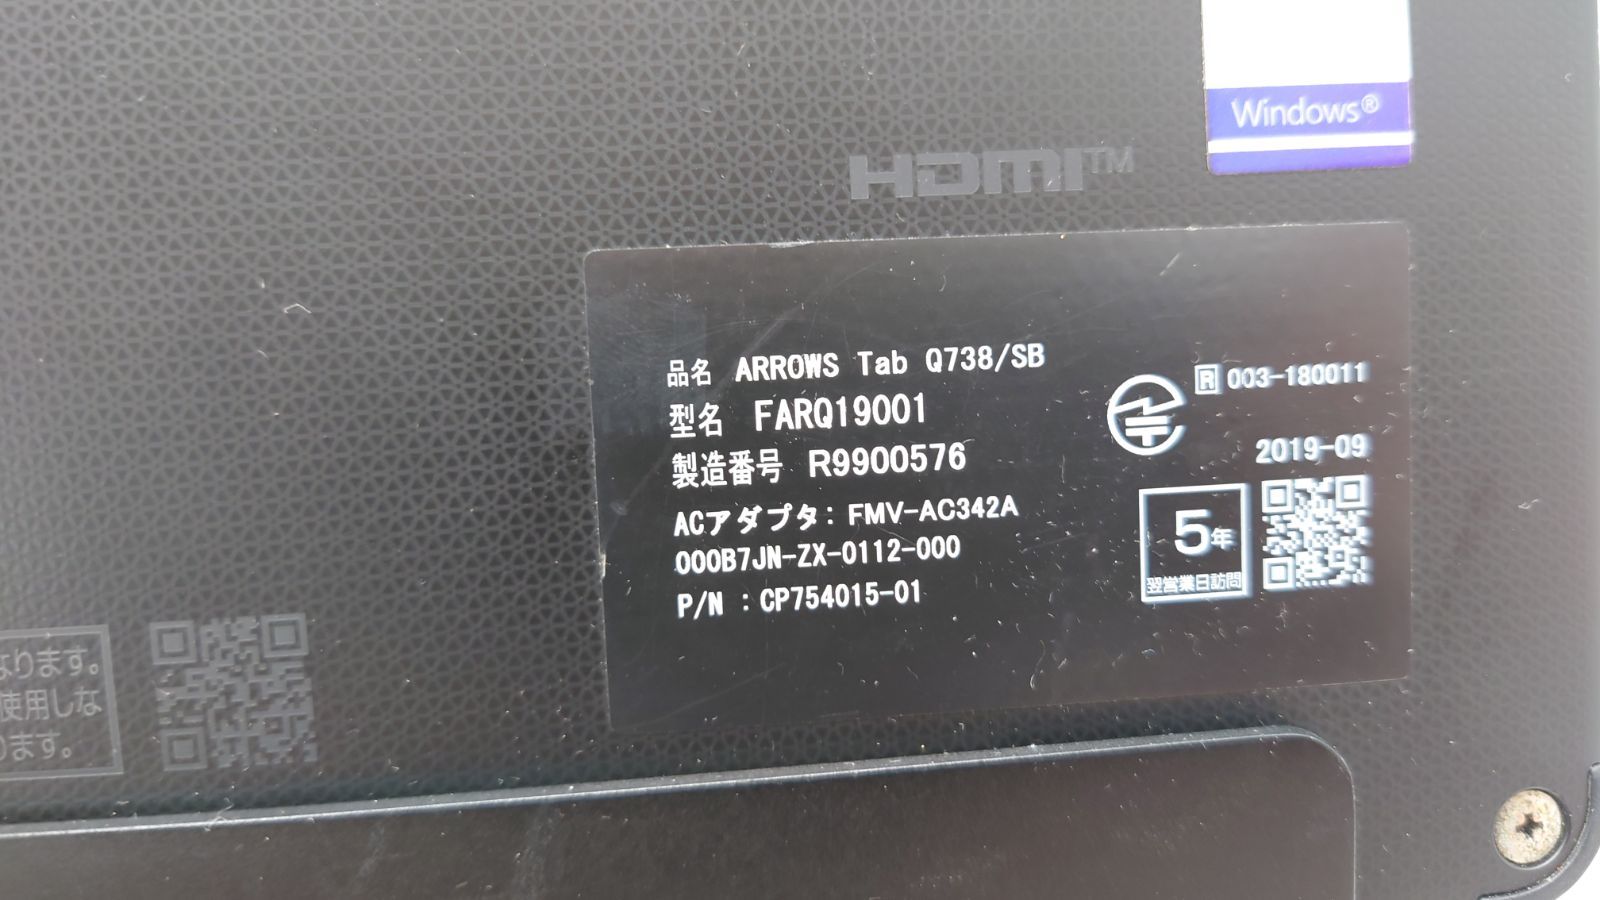 Windows®
HDMI™
品名 ARROWS Tab Q738/SB
型名 FARQ19001
製造番号 R9900576
ACアダプタ: FMV-AC342A
000B7JN-ZX-0112-000
P/N :CP754015-01
R 003-180011
2019-09
5年
翌営業日訪問
なります。
使用しな
ります。